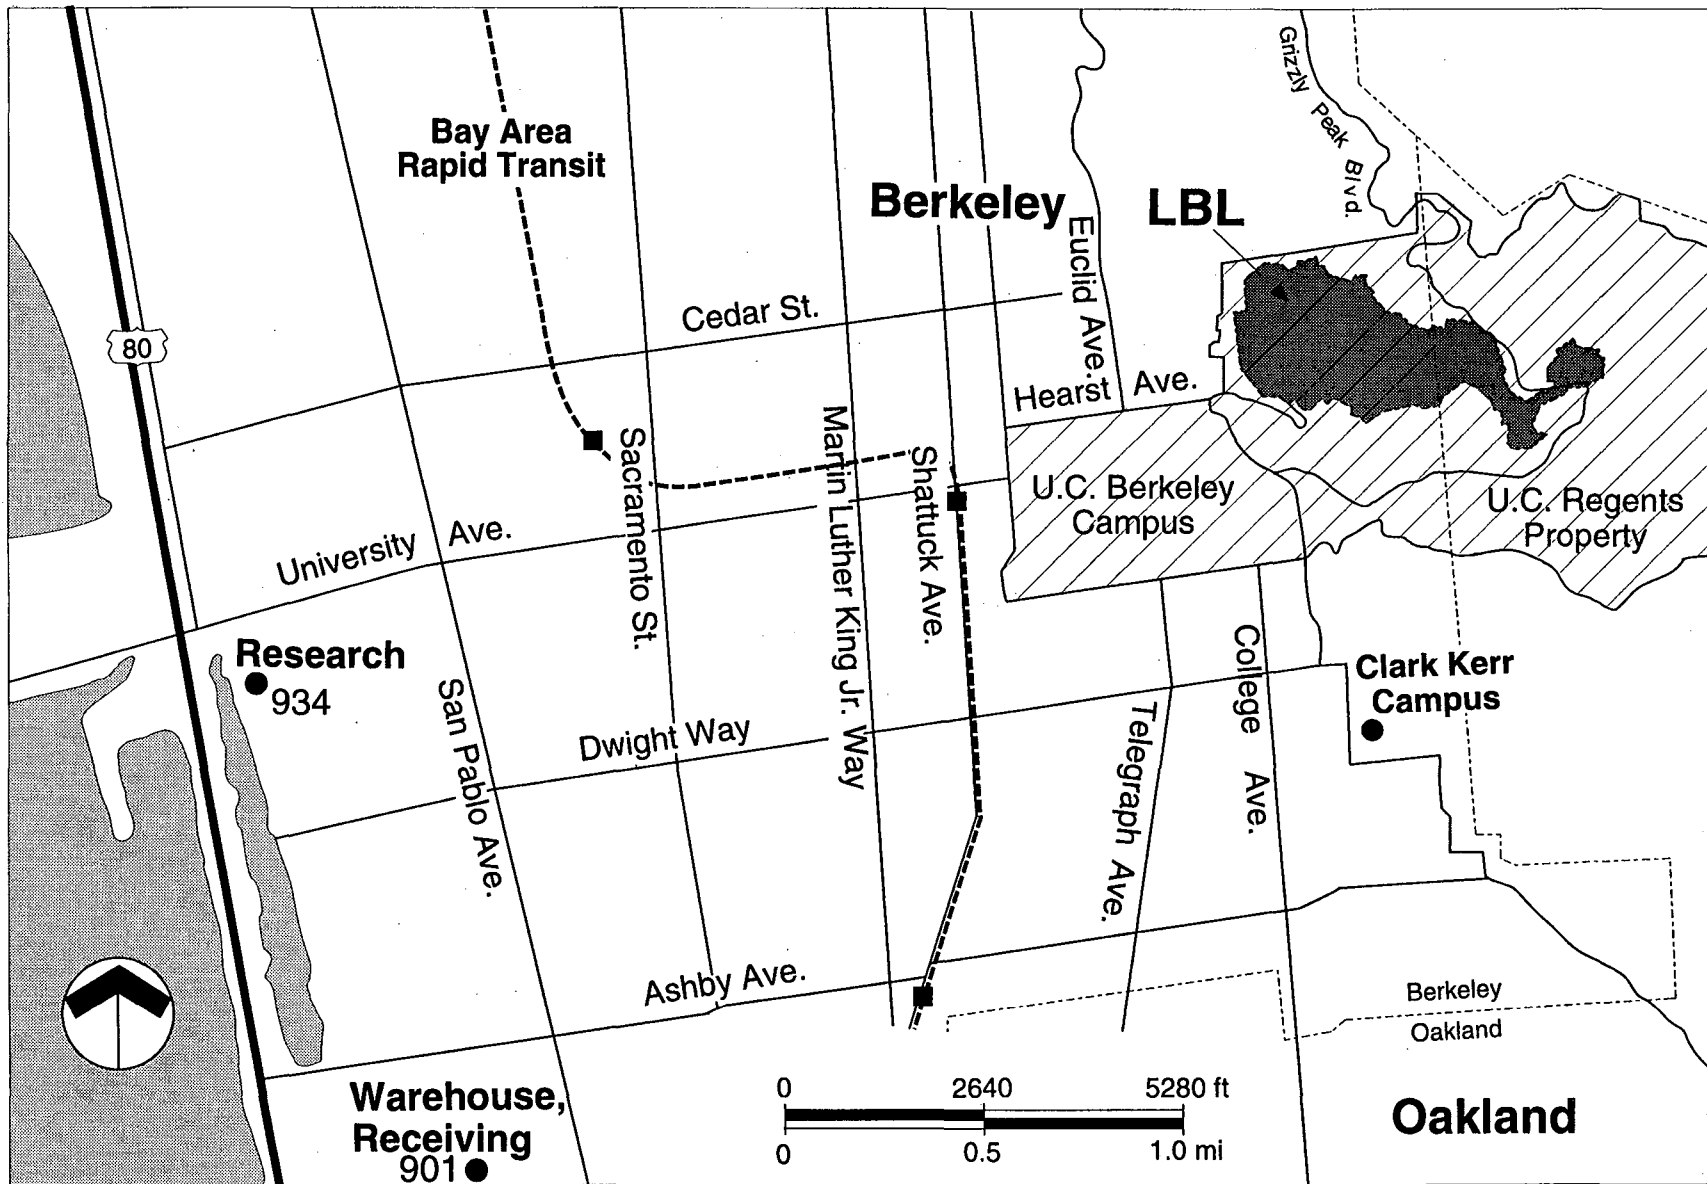 Grizzly Peak Blvd.
Bay Area
Rapid Transit
Berkeley
LBL
Euclid Ave.
Cedar St.
80
Hearst Ave.
Sacramento St.
Martin Luther King Jr. Way
Shattuck Ave.
U.C. Berkeley
Campus
U.C. Regents
Property
University Ave.
Research
934
San Pablo Ave.
Dwight Way
College Ave.
Telegraph Ave.
Clark Kerr
Campus
Ashby Ave.
Berkeley
Oakland
Warehouse,
Receiving
901
0 2640 5280 ft
0 0.5 1.0 mi
Oakland